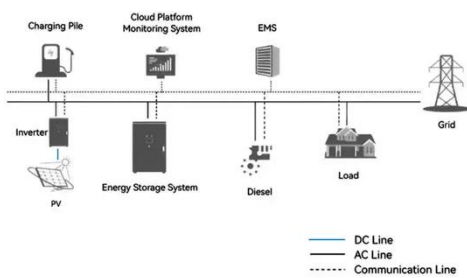 Charging Pile
Cloud Platform
Monitoring System
EMS
Grid
Inverter
PV
Energy Storage System
Diesel
Load
DC Line
AC Line
Communication Line